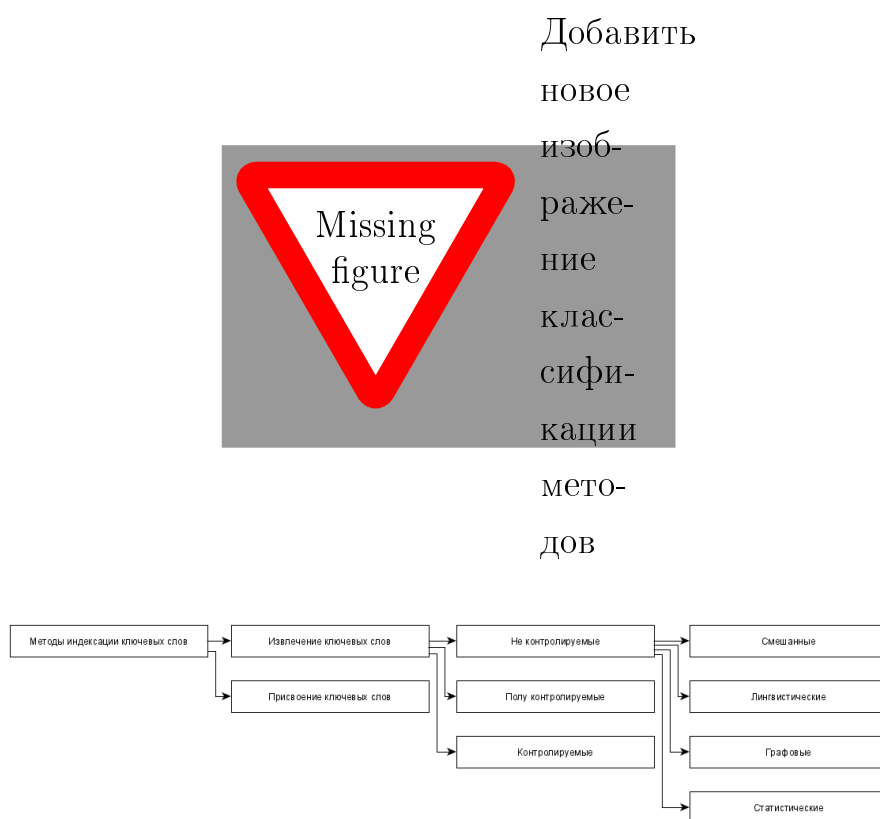 Missing
figure
Добавить
новое
изоб-
раже-
ние
клас-
сифи-
кации
мето-
дов
Методы индексации ключевых слов
Извлечение ключевых слов
Не контролируемые
Смешанные
Присвоение ключевых слов
Полу контролируемые
Лингвистические
Контролируемые
Графовые
Статистические